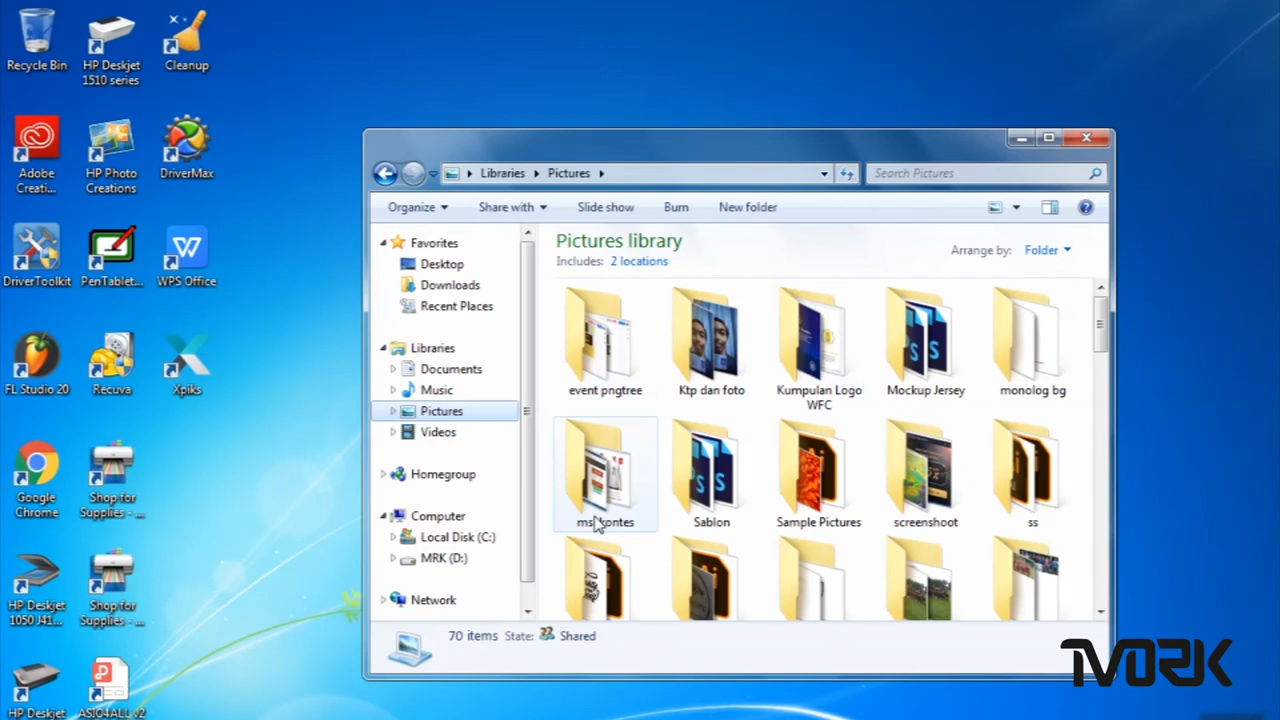 Recycle Bin
HP Deskjet
1510 series
Cleanup
Adobe
Creati...
HP Photo
Creations
DriverMax
DriverToolkit
PenTablet...
WPS Office
FL Studio 20
Recuva
Xpiks
Google
Chrome
Shop for
Supplies - ...
HP Deskjet
1050 J41...
Shop for
Supplies - ...
HP Deskjet
ASIO4ALL v2
Libraries
Pictures
Search Pictures
Organize
Share with
Slide show
Burn
New folder
Favorites
Desktop
Downloads
Recent Places
Libraries
Documents
Music
Pictures
Videos
Homegroup
Computer
Local Disk (C:)
MRK (D:)
Network
Pictures library
Includes: 2 locations
Arrange by: Folder
event pngtree
Ktp dan foto
Kumpulan Logo
WFC
Mockup Jersey
monolog bg
Sablon
Sample Pictures
screenshoot
ss
70 items State: Shared